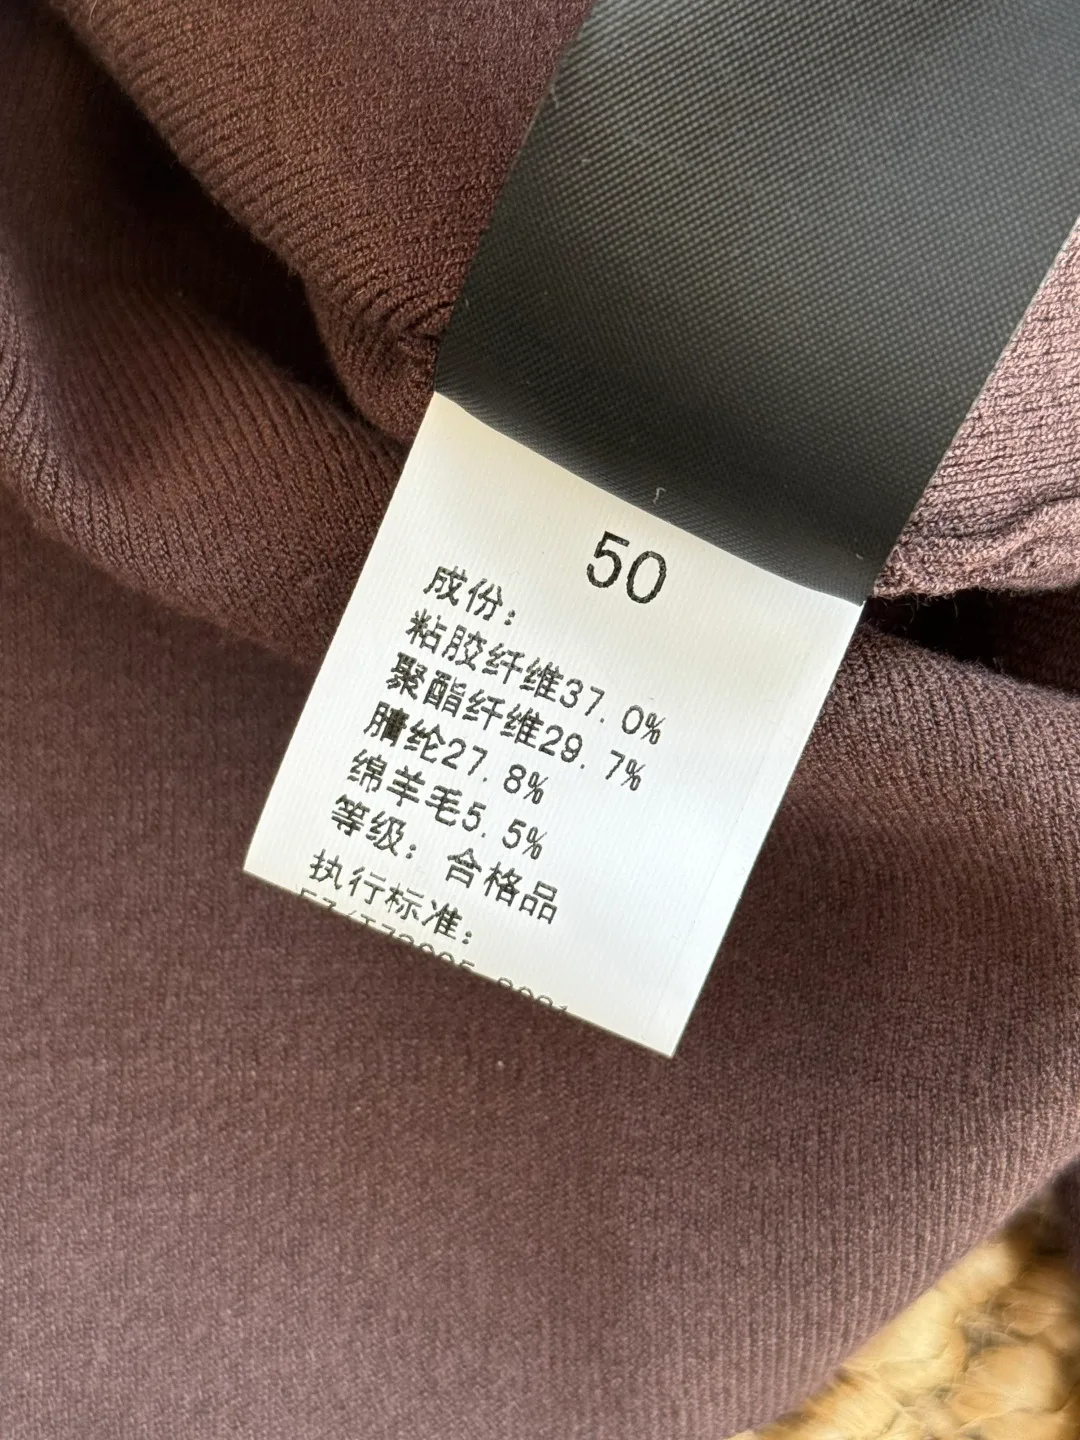 50
成份:
粘胶纤维37.0%
聚酯纤维29.7%
腈纶27.8%
绵羊毛5.5%
等级: 合格品
执行标准: